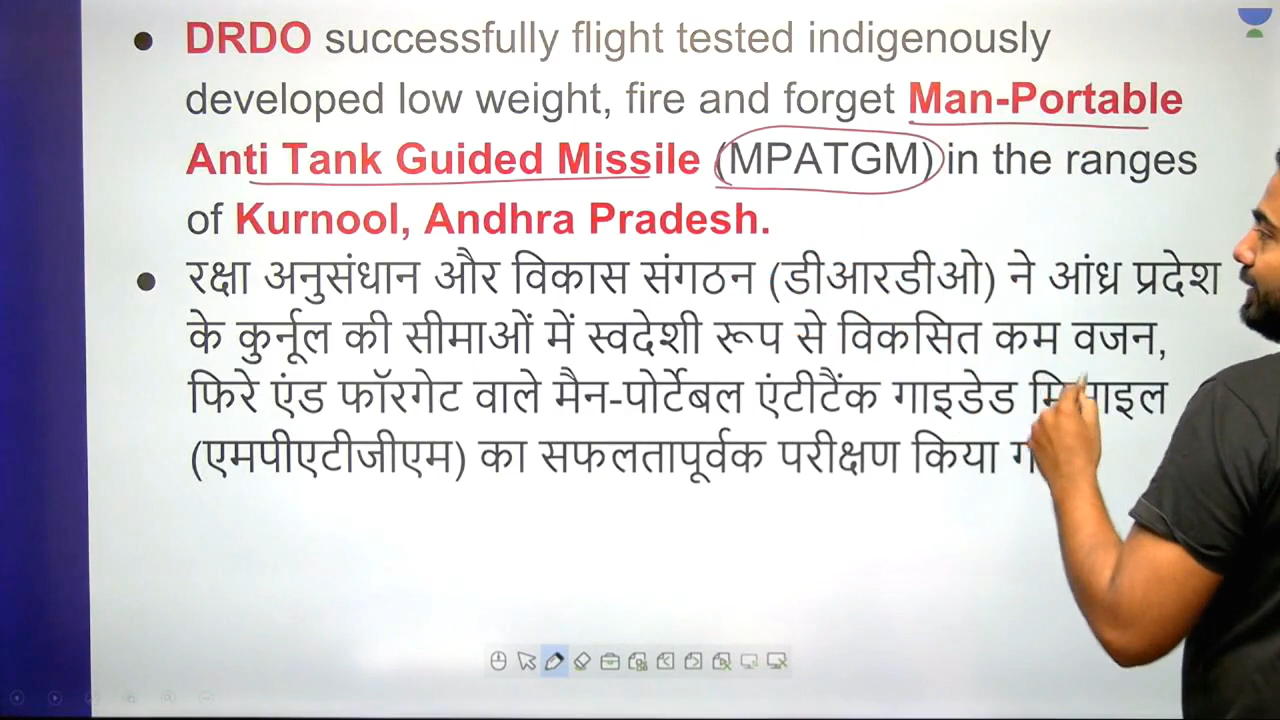 DRDO successfully flight tested indigenously
developed low weight, fire and forget Man-Portable
Anti Tank Guided Missile (MPATGM) in the ranges
of Kurnool, Andhra Pradesh.
रक्षा अनुसंधान और विकास संगठन (डीआरडीओ) ने आंध्र प्रदेश
के कुर्नूल की सीमाओं में स्वदेशी रूप से विकसित कम वजन,
फिरे एंड फॉरगेट वाले मैन-पोर्टेबल एंटीटैंक गाइडेड
(एमपीएटीजीएम) का सफलतापूर्वक परीक्षण किया